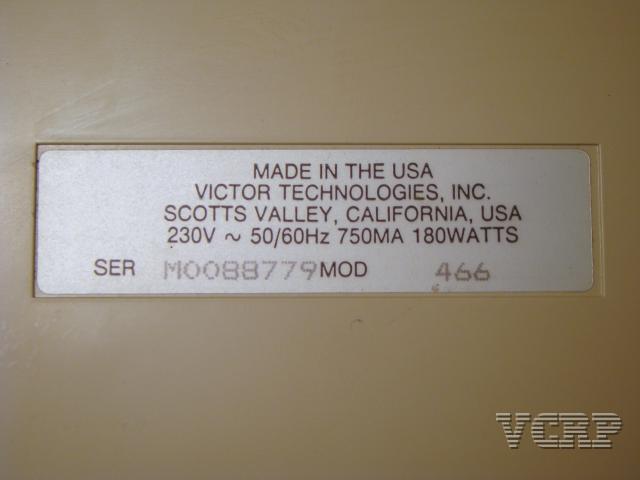 MADE IN THE USA
VICTOR TECHNOLOGIES, INC.
SCOTTS VALLEY, CALIFORNIA, USA
230V ~ 50/60Hz 750MA 180WATTS
SER M0088779 MOD 466
VCRP